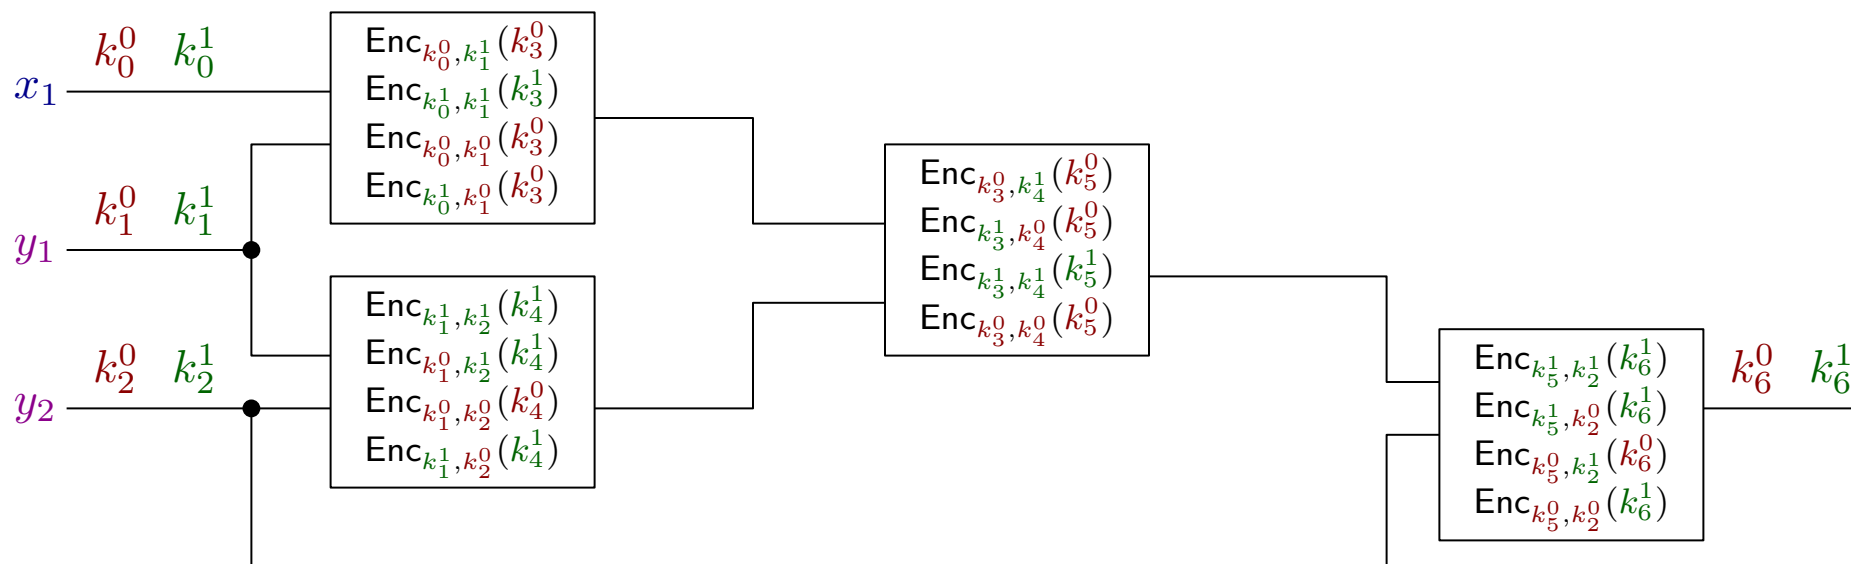 x_1 k_0^0 k_0^1
Enc_{k_0^0,k_1^1}(k_3^0)
Enc_{k_0^1,k_1^1}(k_3^1)
Enc_{k_0^0,k_1^0}(k_3^0)
Enc_{k_0^1,k_1^0}(k_3^0)
y_1 k_1^0 k_1^1
y_2 k_2^0 k_2^1
Enc_{k_1^1,k_2^1}(k_4^1)
Enc_{k_1^0,k_2^1}(k_4^1)
Enc_{k_1^0,k_2^0}(k_4^0)
Enc_{k_1^1,k_2^0}(k_4^1)
Enc_{k_3^0,k_4^1}(k_5^0)
Enc_{k_3^1,k_4^0}(k_5^0)
Enc_{k_3^1,k_4^1}(k_5^1)
Enc_{k_3^0,k_4^0}(k_5^0)
Enc_{k_5^1,k_2^1}(k_6^1)
Enc_{k_5^1,k_2^0}(k_6^1)
Enc_{k_5^0,k_2^1}(k_6^0)
Enc_{k_5^0,k_2^0}(k_6^1)
k_6^0 k_6^1